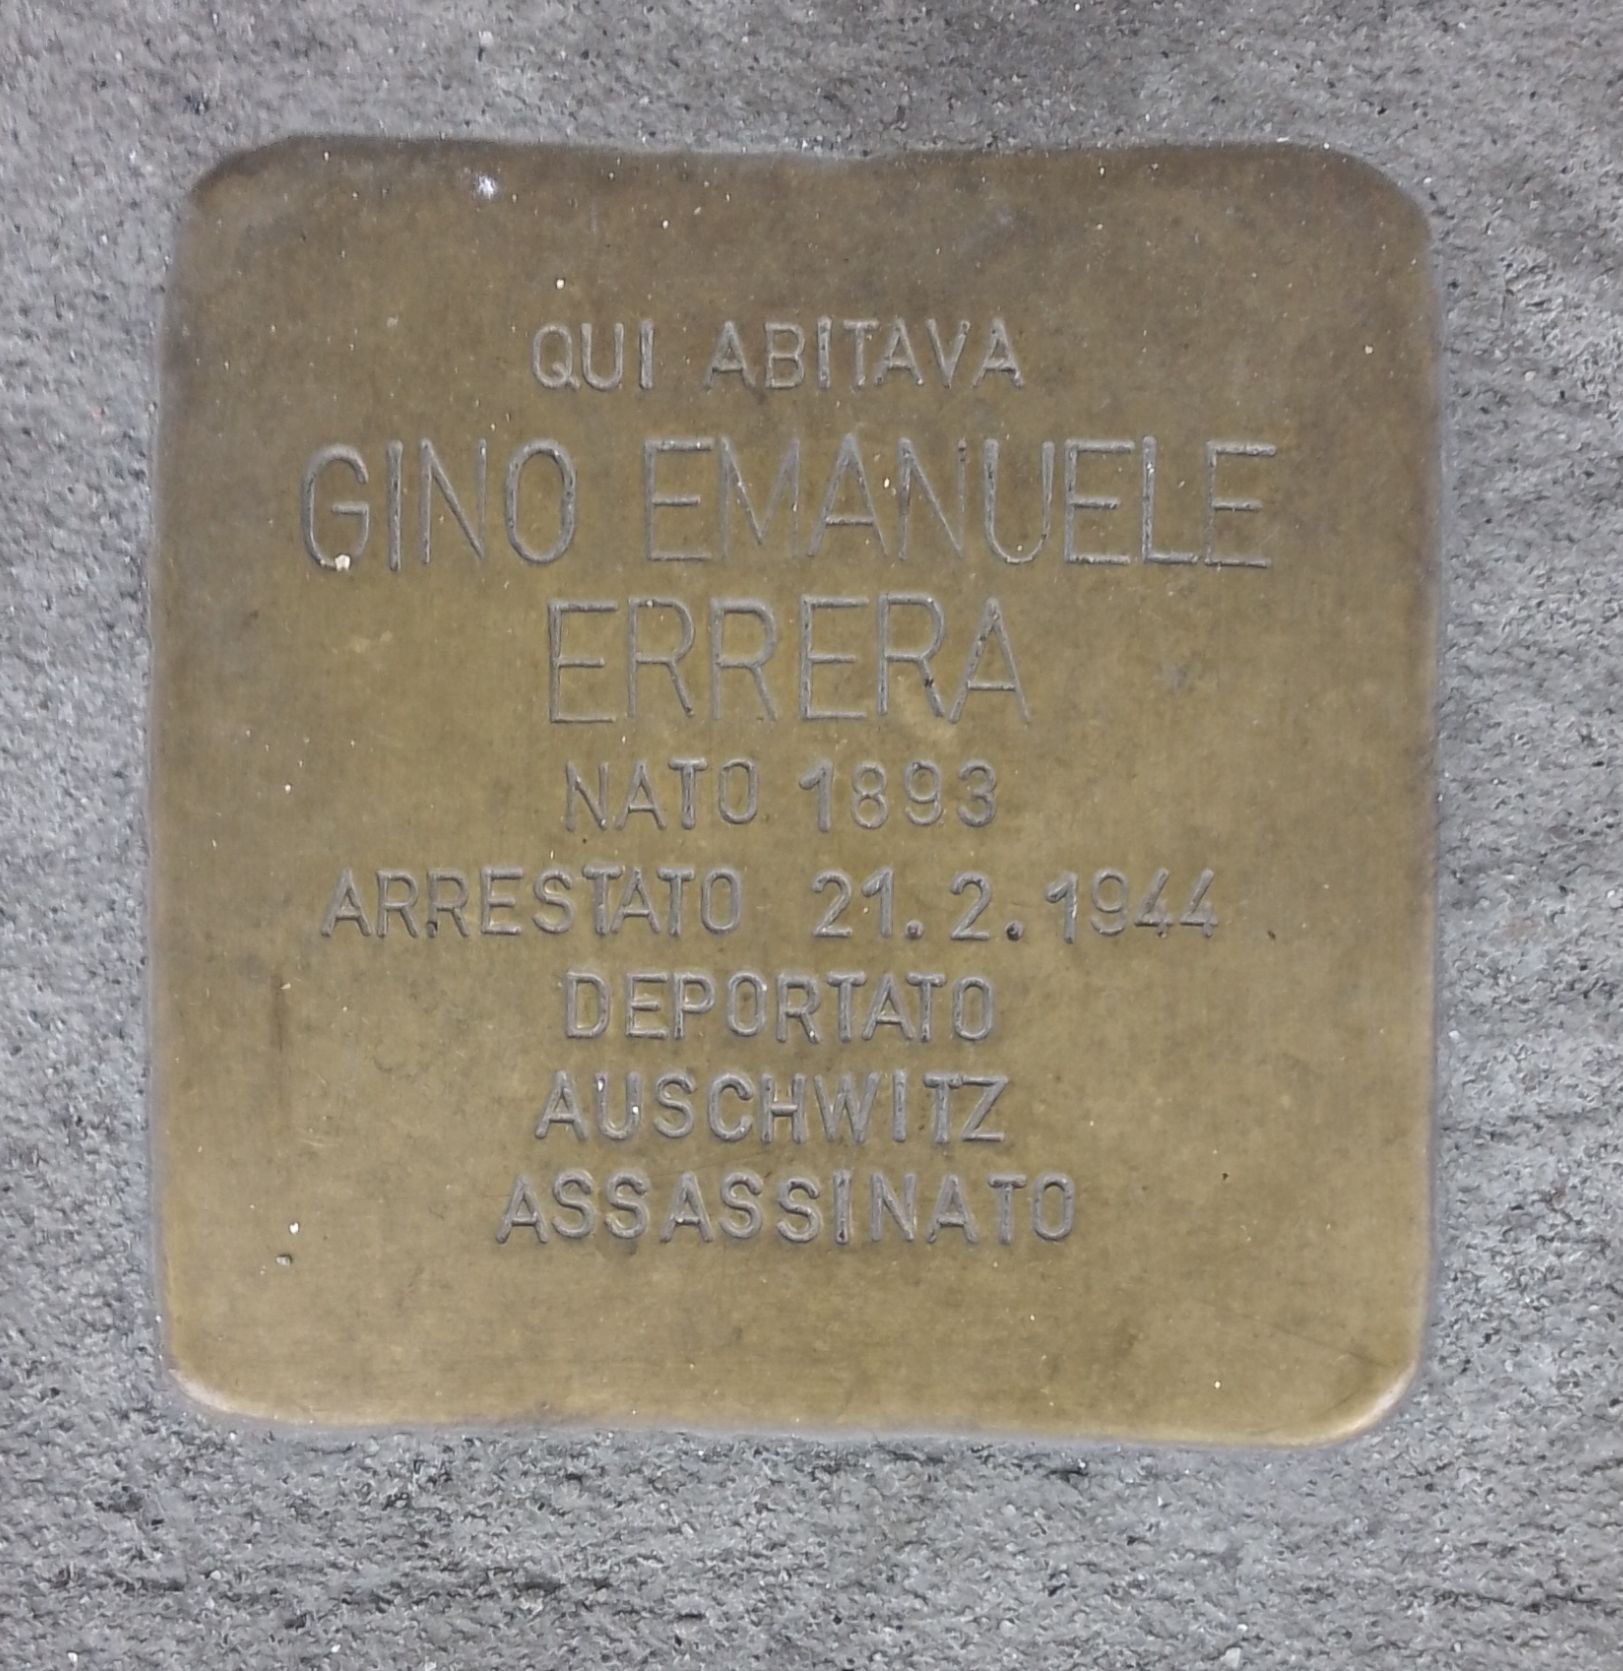 QUI ABITAVA
GINO EMANUELE
ERRERA
NATO 1893
ARRESTATO 21.2.1944
DEPORTATO
AUSCHWITZ
ASSASSINATO